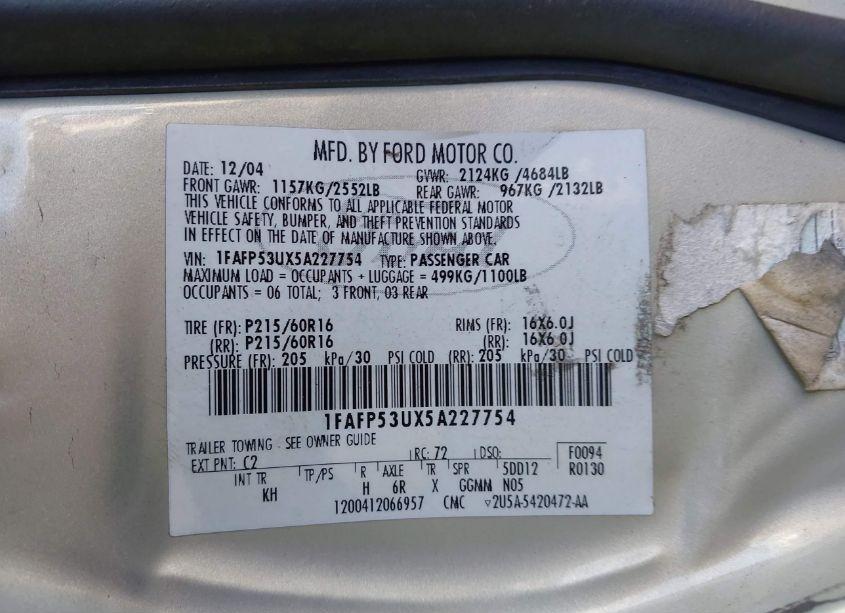 MFD. BY FORD MOTOR CO.
DATE: 12/04 GVWR: 2124KG /4684LB
FRONT GAWR: 1157KG/2552LB REAR GAWR: 967KG /2132LB
THIS VEHICLE CONFORMS TO ALL APPLICABLE FEDERAL MOTOR
VEHICLE SAFETY, BUMPER, AND THEFT PREVENTION STANDARDS
IN EFFECT ON THE DATE OF MANUFACTURE SHOWN ABOVE.
VIN: 1FAFP53UX5A227754 TYPE: PASSENGER CAR
MAXIMUM LOAD = OCCUPANTS + LUGGAGE = 499KG/1100LB
OCCUPANTS = 06 TOTAL; 3 FRONT, 03 REAR
TIRE (FR): P215/60R16 RIMS (FR): 16X6.0J
(RR): P215/60R16 (RR): 16X6.0J
PRESSURE (FR): 205 kPa/30 PSI COLD (RR): 205 kPa/30 PSI COLD
1FAFP53UX5A227754
TRAILER TOWING - SEE OWNER GUIDE
EXT PNT: C2 RC: 72 DSO: F0094
INT TR TP/PS R AXLE TR SPR 5DD12 R0130
KH H 6R X GGMM N05
1200412066957 CMC ▽2U5A-5420472-AA